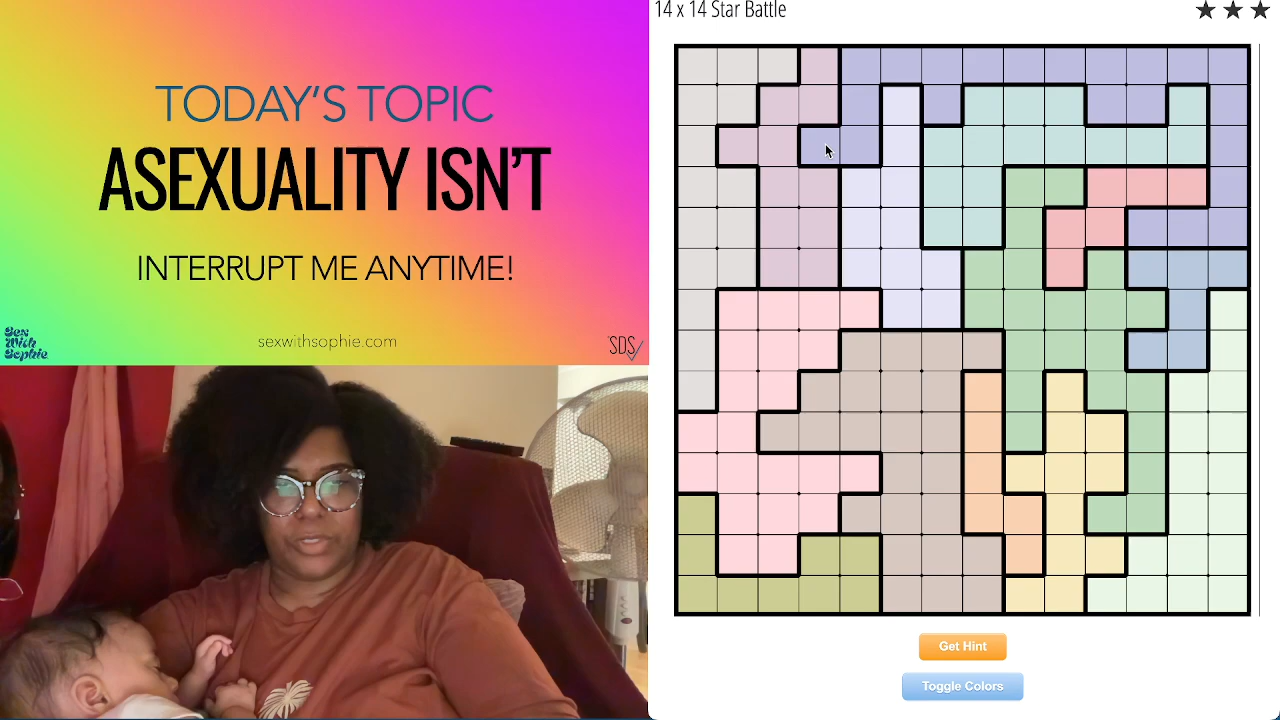 14 x 14 Star Battle
TODAY'S TOPIC
ASEXUALITY ISN'T
INTERRUPT ME ANYTIME!
Sex
With
Sophie
sexwithsophie.com
SDS
Get Hint
Toggle Colors